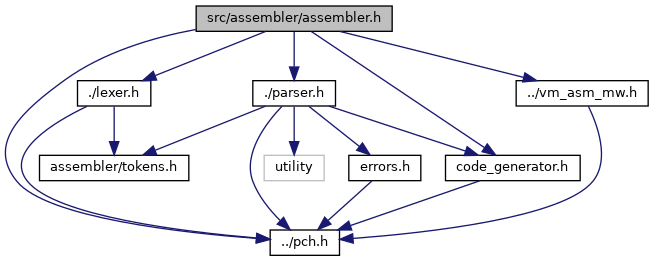 src/assembler/assembler.h
./lexer.h
./parser.h
../vm_asm_mw.h
assembler/tokens.h
utility
errors.h
code_generator.h
../pch.h